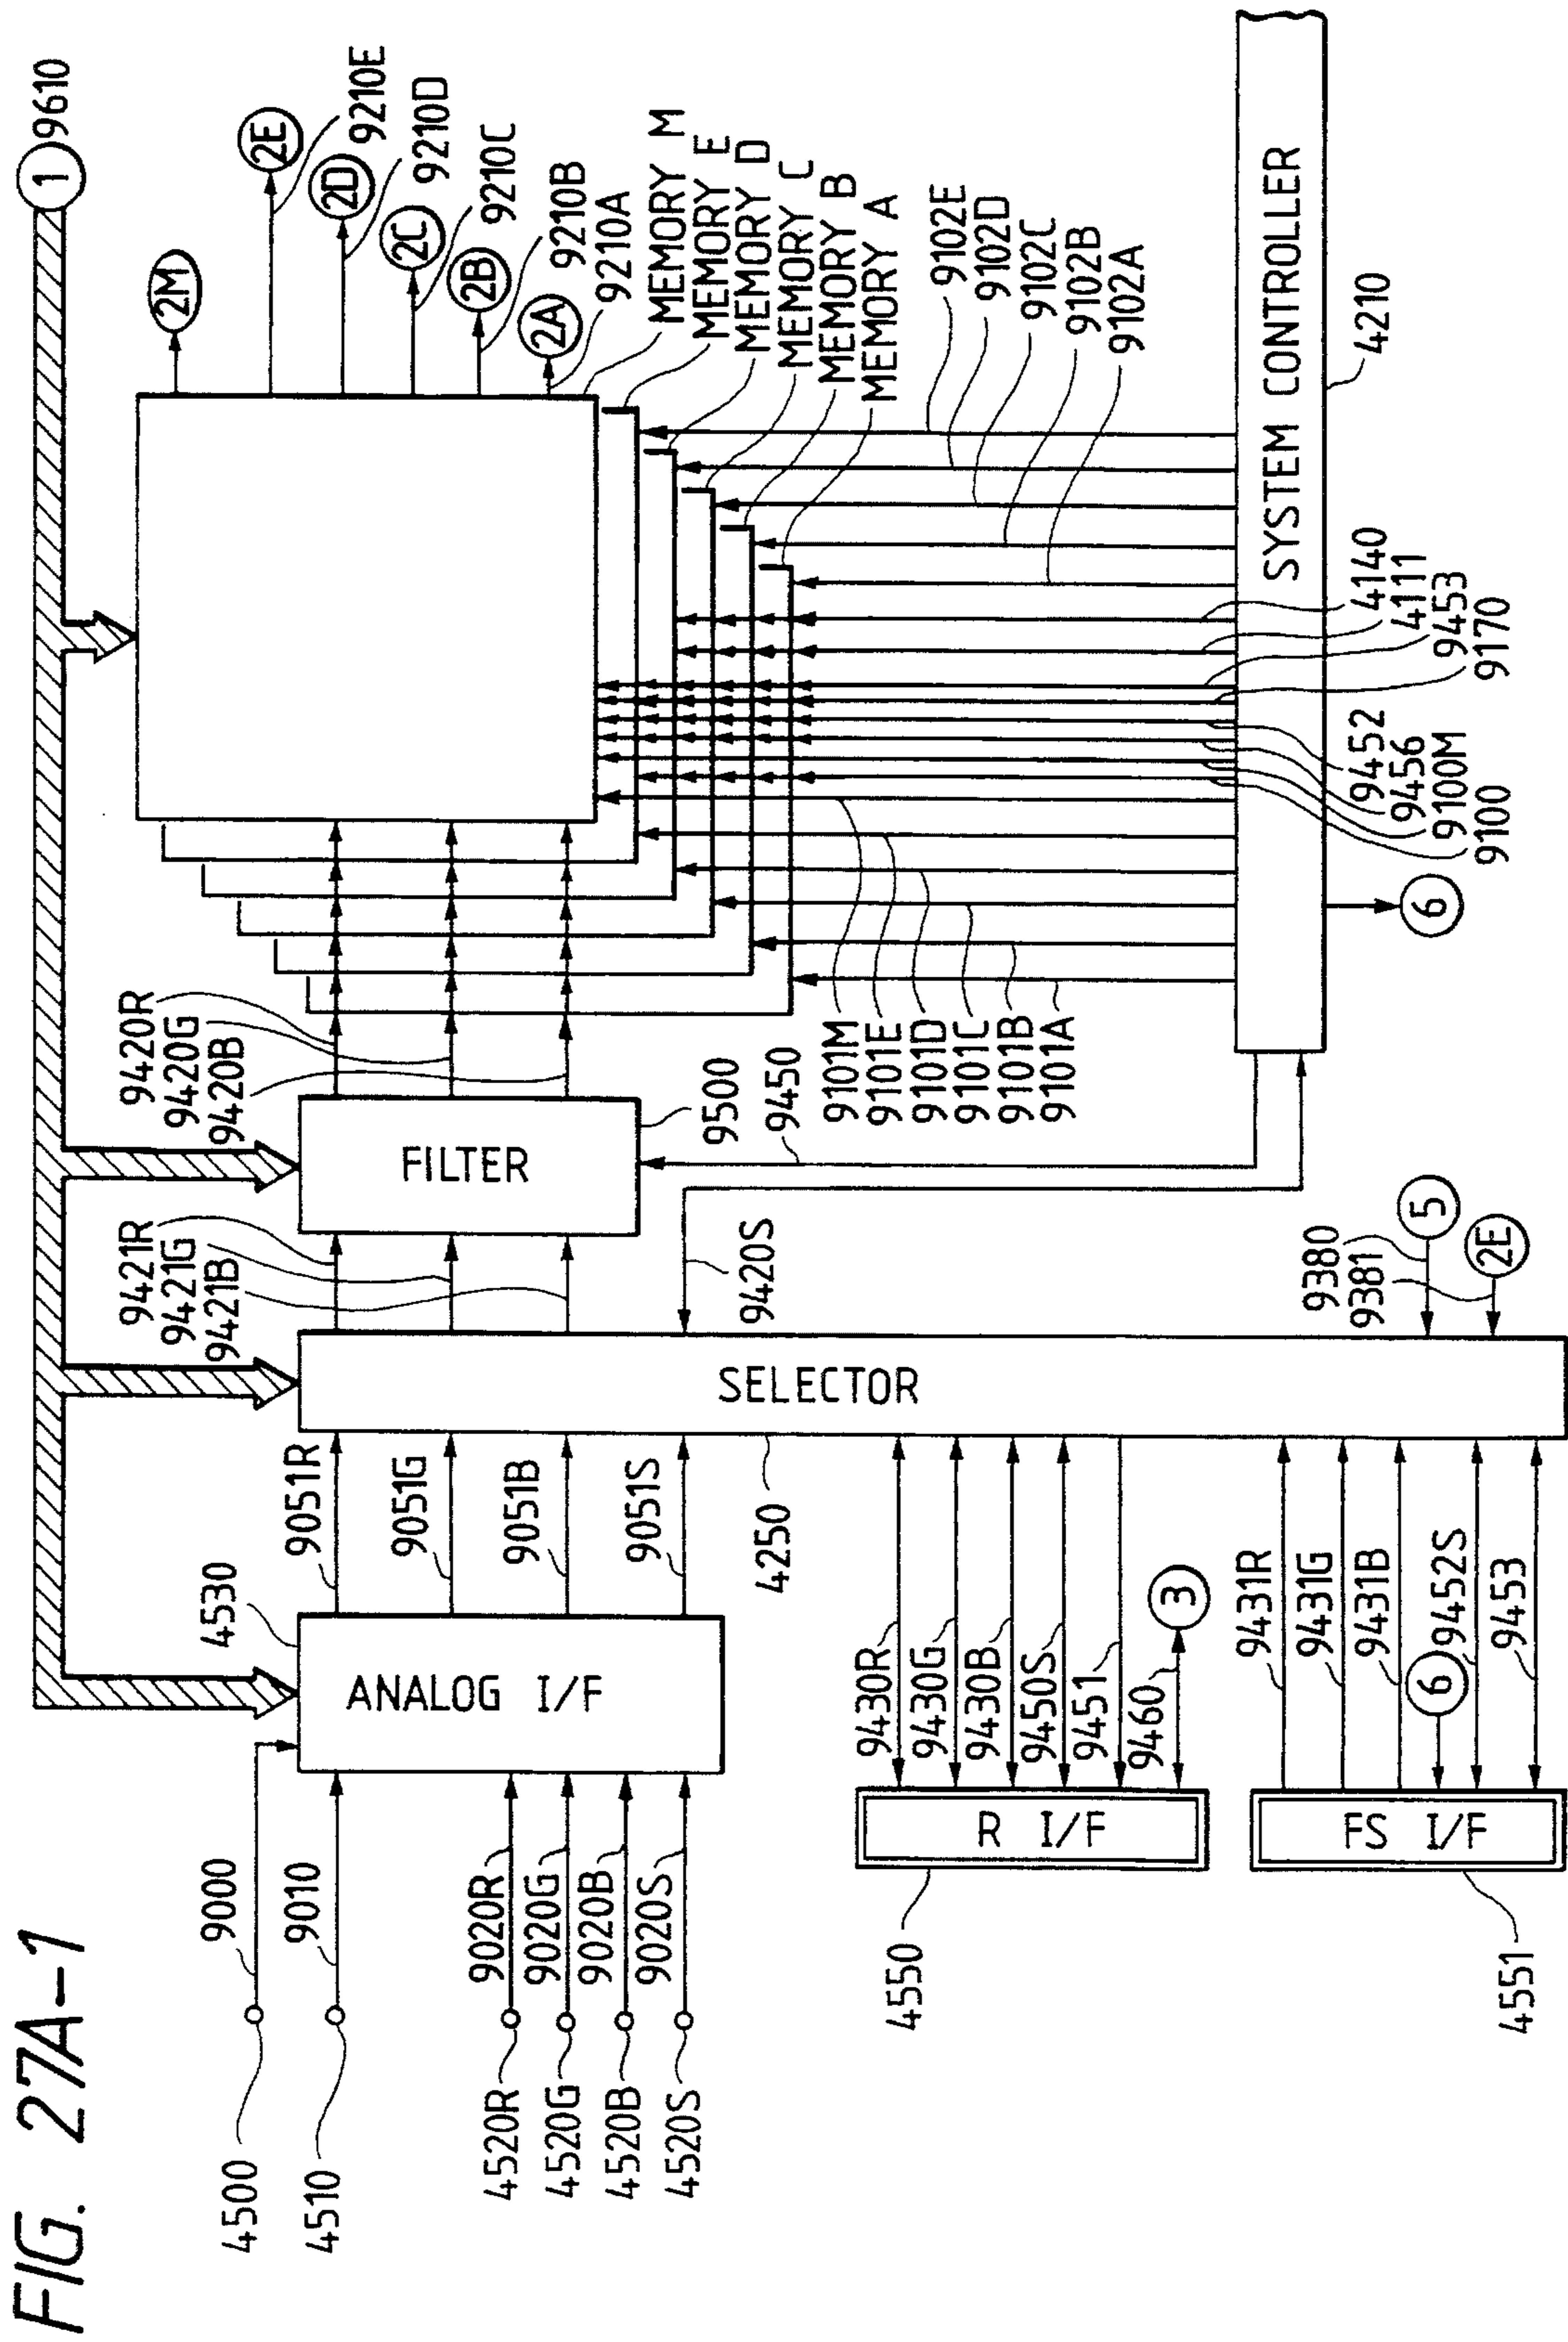 FIG. 27A-1
1
9610
4500
9000
4510
9010
4520R
9020R
4520G
9020G
4520B
9020B
4520S
9020S
4530
ANALOG I/F
9051R
9051G
9051B
9051S
4250
SELECTOR
9421R
9421G
9421B
9420S
FILTER
9500
9450
9420R
9420G
9420B
2M
2E
9210E
2D
9210D
2C
9210C
2B
9210B
2A
9210A
MEMORY M
MEMORY E
MEMORY D
MEMORY C
MEMORY B
MEMORY A
9102E
9102D
9102C
9102B
9102A
9101M
9101E
9101D
9101C
9101B
9101A
SYSTEM CONTROLLER
4210
4140
4111
9453
9170
9452
9456
9100M
9100
6
9380
5
9381
2E
4550
R I/F
9430R
9430G
9430B
9450S
9451
9460
3
4551
FS I/F
9431R
9431G
9431B
6
9452S
9453